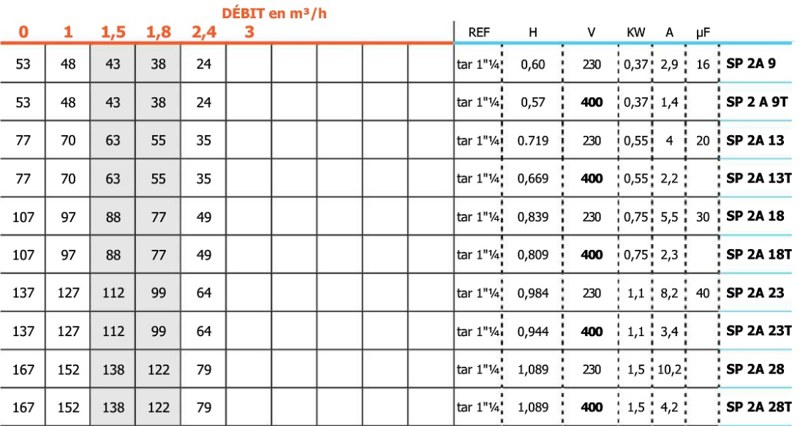 DÉBIT en m³/h
0 1 1,5 1,8 2,4 3 REF H V KW A µF
53 48 43 38 24 tar 1"¼ 0,60 230 0,37 2,9 16 SP 2A 9
53 48 43 38 24 tar 1"¼ 0,57 400 0,37 1,4 SP 2 A 9T
77 70 63 55 35 tar 1"¼ 0.719 230 0,55 4 20 SP 2A 13
77 70 63 55 35 tar 1"¼ 0,669 400 0,55 2,2 SP 2A 13T
107 97 88 77 49 tar 1"¼ 0,839 230 0,75 5,5 30 SP 2A 18
107 97 88 77 49 tar 1"¼ 0,809 400 0,75 2,3 SP 2A 18T
137 127 112 99 64 tar 1"¼ 0,984 230 1,1 8,2 40 SP 2A 23
137 127 112 99 64 tar 1"¼ 0,944 400 1,1 3,4 SP 2A 23T
167 152 138 122 79 tar 1"¼ 1,089 230 1,5 10,2 SP 2A 28
167 152 138 122 79 tar 1"¼ 1,089 400 1,5 4,2 SP 2A 28T